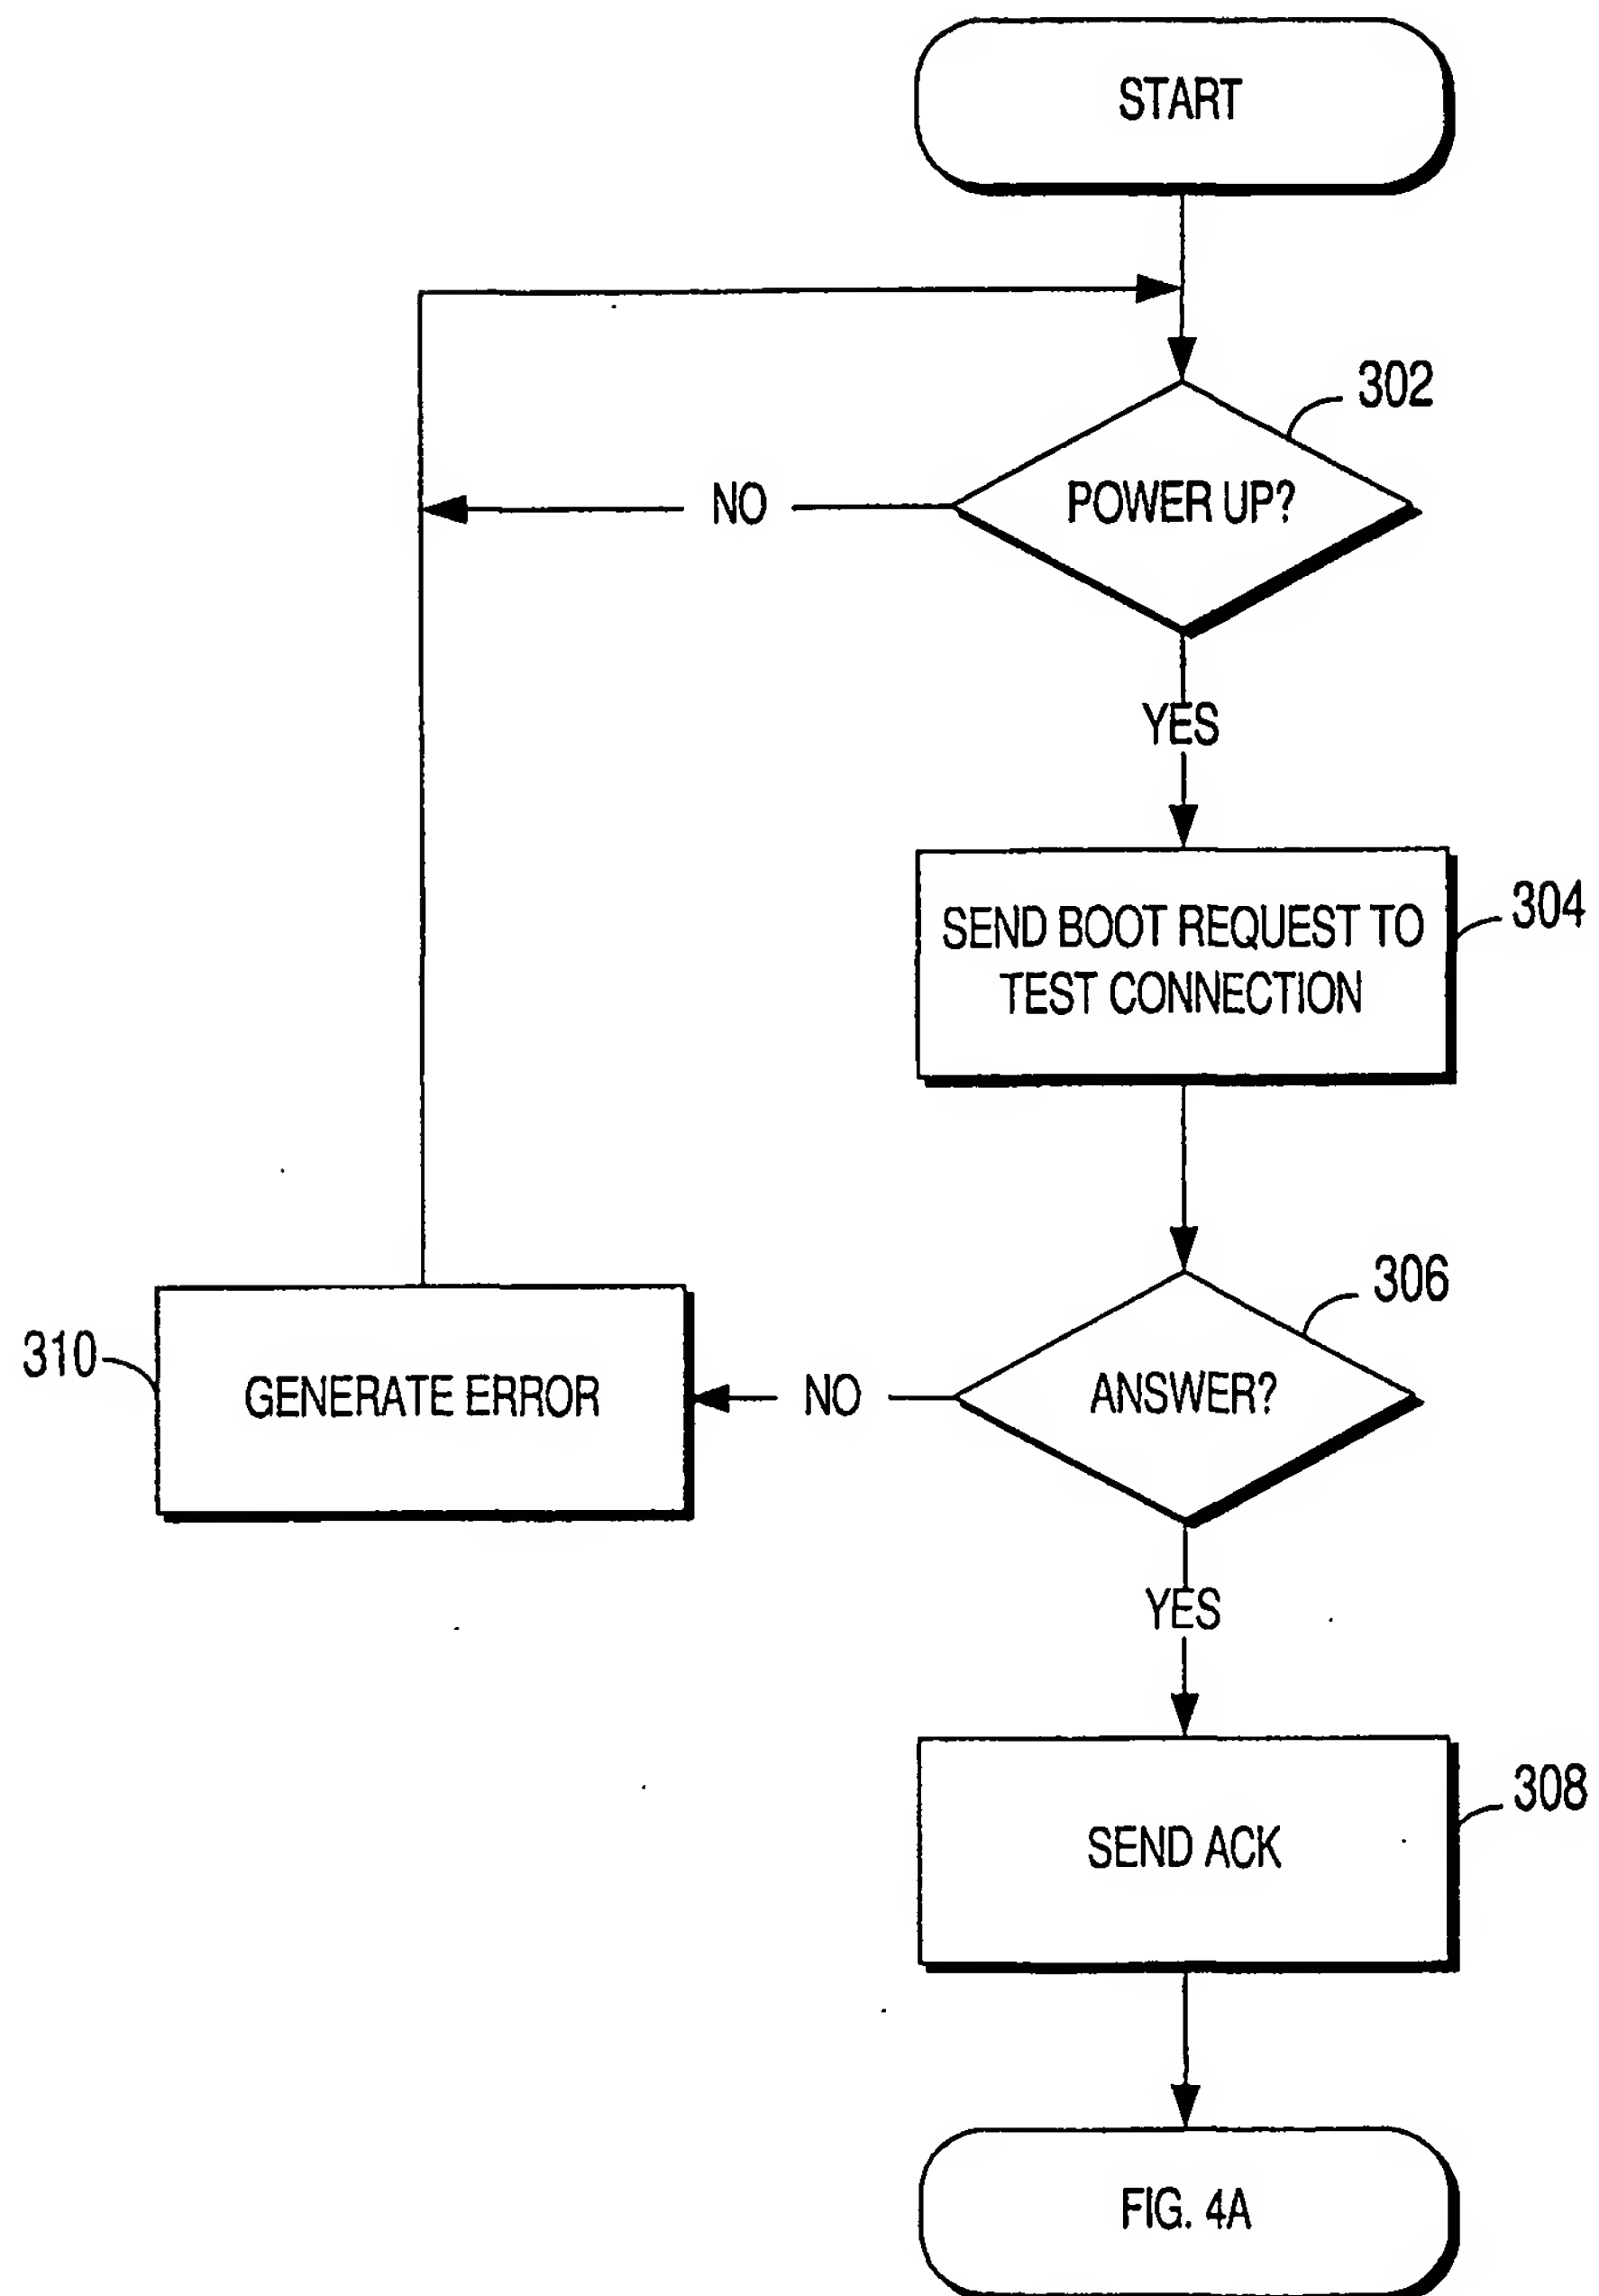 START
302
POWER UP?
NO
YES
304
SEND BOOT REQUEST TO
TEST CONNECTION
306
310
GENERATE ERROR
NO
ANSWER?
YES
308
SEND ACK
FIG. 4A